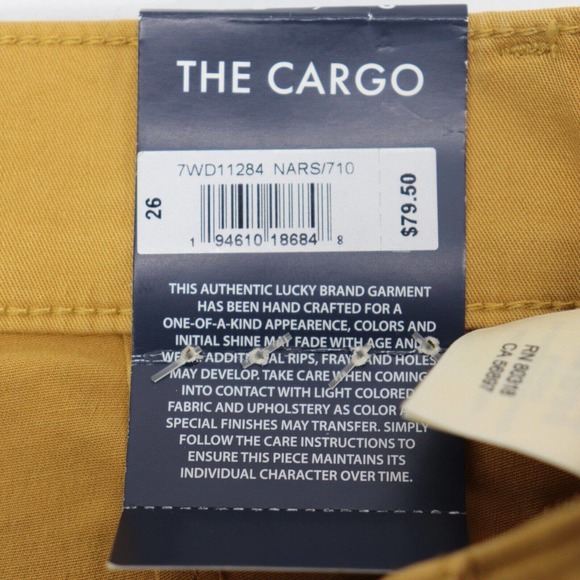 THE CARGO
7WD11284 NARS/710
26
$79.50
1 94610 18684 8
THIS AUTHENTIC LUCKY BRAND GARMENT
HAS BEEN HAND CRAFTED FOR A
ONE-OF-A-KIND APPEARENCE, COLORS AND
INITIAL SHINE MAY FADE WITH AGE AND
WEAR. ADDITIONAL RIPS, FRAYS AND HOLES
MAY DEVELOP. TAKE CARE WHEN COMING
INTO CONTACT WITH LIGHT COLORED
FABRIC AND UPHOLSTERY AS COLOR AND
SPECIAL FINISHES MAY TRANSFER. SIMPLY
FOLLOW THE CARE INSTRUCTIONS TO
ENSURE THIS PIECE MAINTAINS ITS
INDIVIDUAL CHARACTER OVER TIME.
RN 80318
CA 56897